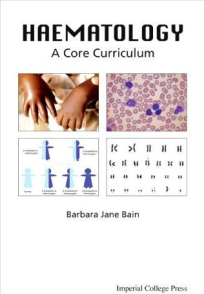 HAEMATOLOGY
A Core Curriculum
Barbara Jane Bain
Imperial College Press